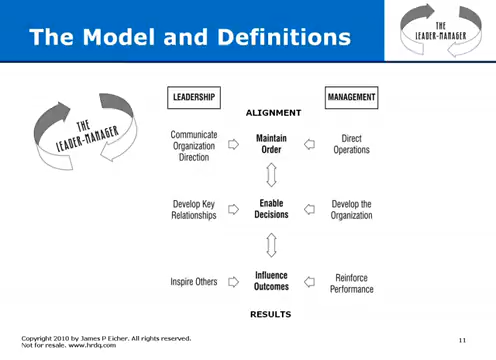 The Model and Definitions
THE
LEADER-MANAGER
LEADERSHIP
MANAGEMENT
ALIGNMENT
THE
LEADER-MANAGER
Communicate
Organization
Direction
Maintain
Order
Direct
Operations
Develop Key
Relationships
Enable
Decisions
Develop the
Organization
Inspire Others
Influence
Outcomes
Reinforce
Performance
RESULTS
Copyright 2010 by James P Eicher. All rights reserved.
Not for resale. www.hrdq.com
11